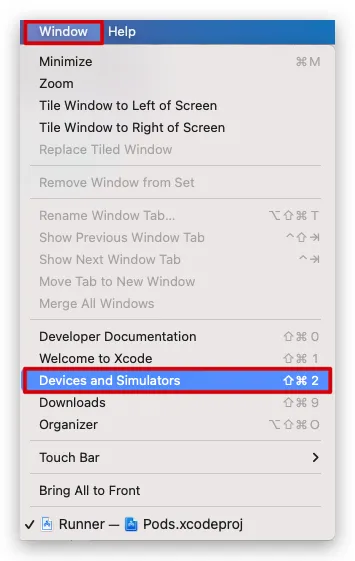 Window Help
Minimize ⌘M
Zoom
Tile Window to Left of Screen
Tile Window to Right of Screen
Replace Tiled Window
Remove Window from Set
Rename Window Tab... ⌥⇧⌘T
Show Previous Window Tab ^⇧⇥
Show Next Window Tab ^⇥
Move Tab to New Window
Merge All Windows
Developer Documentation ⇧⌘0
Welcome to Xcode ⇧⌘1
Devices and Simulators ⇧⌘2
Downloads ⇧⌘9
Organizer ⌥⇧⌘O
Touch Bar
Bring All to Front
✓ Runner — Pods.xcodeproj